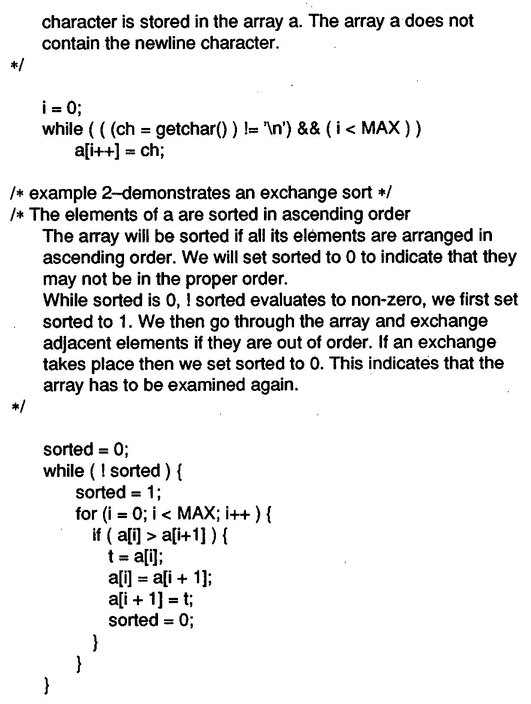 character is stored in the array a. The array a does not
contain the newline character.
*/
i = 0;
while ( ( (ch = getchar() ) != '\n') && ( i < MAX ) )
a[i++] = ch;
/* example 2–demonstrates an exchange sort */
/* The elements of a are sorted in ascending order
The array will be sorted if all its elements are arranged in
ascending order. We will set sorted to 0 to indicate that they
may not be in the proper order.
While sorted is 0, ! sorted evaluates to non-zero, we first set
sorted to 1. We then go through the array and exchange
adjacent elements if they are out of order. If an exchange
takes place then we set sorted to 0. This indicates that the
array has to be examined again.
*/
sorted = 0;
while ( ! sorted ) {
sorted = 1;
for (i = 0; i < MAX; i++ ) {
if ( a[i] > a[i+1] ) {
t = a[i];
a[i] = a[i + 1];
a[i + 1] = t;
sorted = 0;
}
}
}